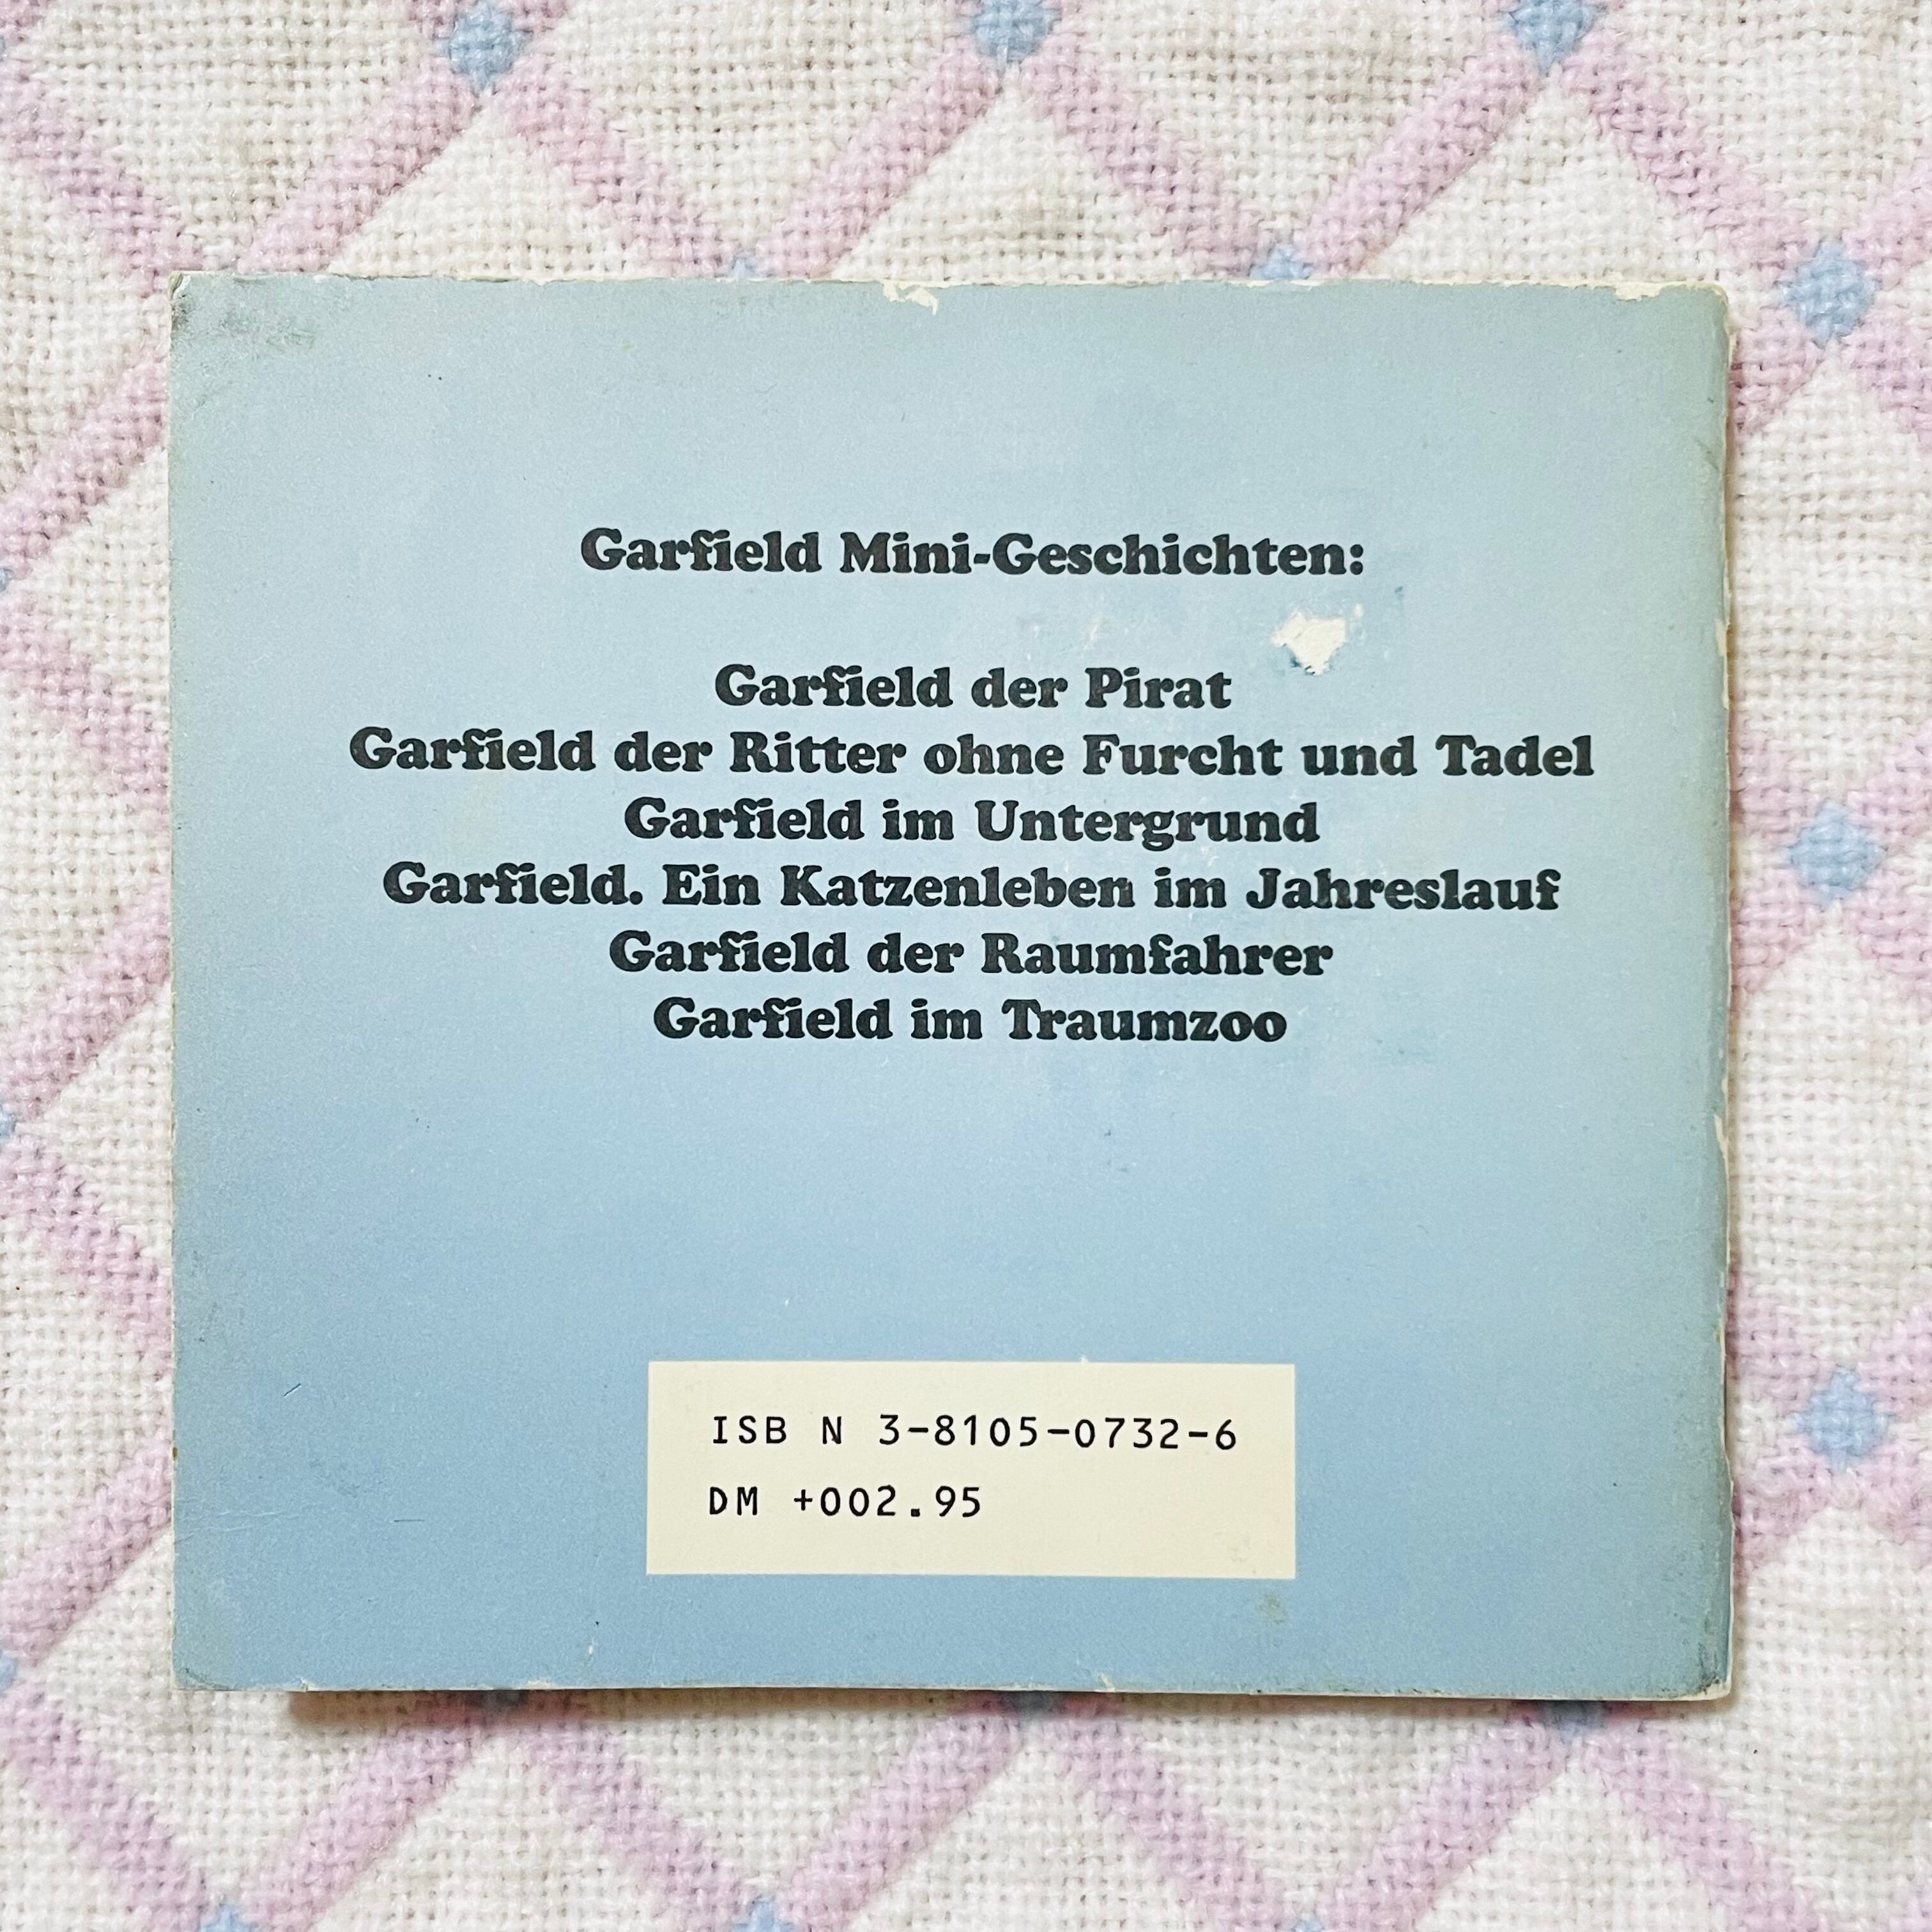 Garfield Mini-Geschichten:
Garfield der Pirat
Garfield der Ritter ohne Furcht und Tadel
Garfield im Untergrund
Garfield. Ein Katzenleben im Jahreslauf
Garfield der Raumfahrer
Garfield im Traumzoo
ISB N 3-8105-0732-6
DM +002.95